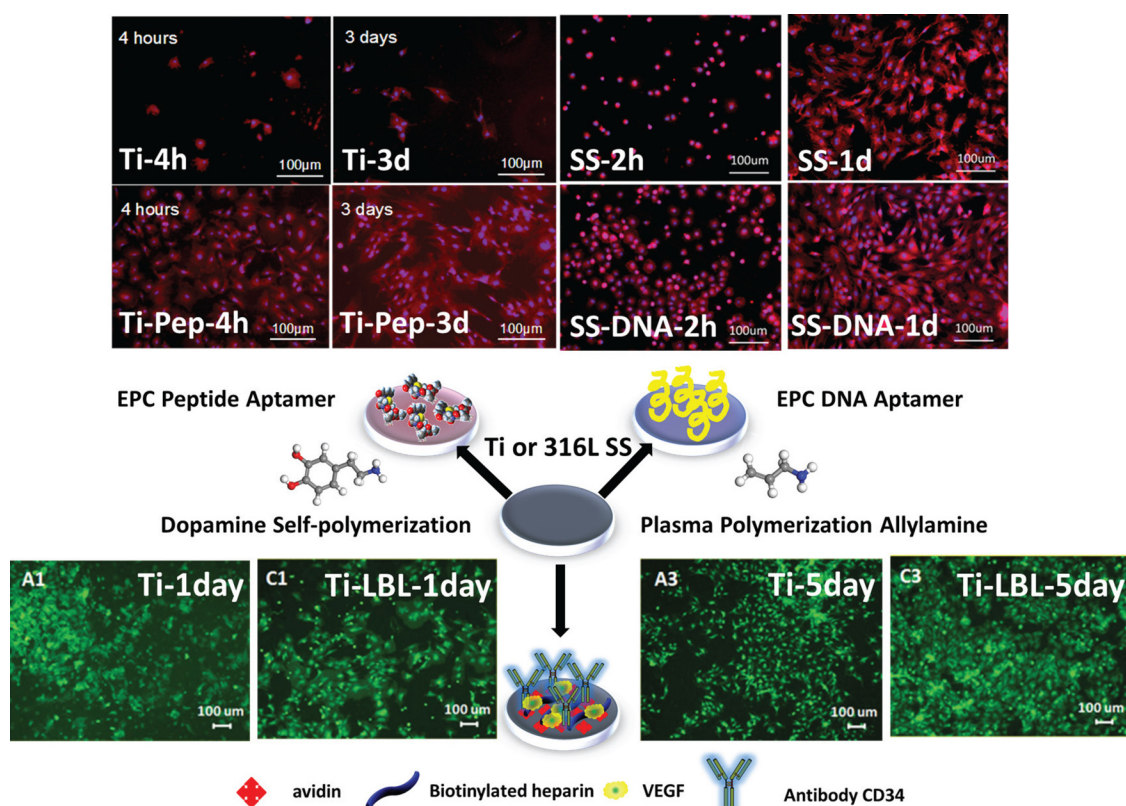 4 hours
Ti-4h
100µm
3 days
Ti-3d
100µm
SS-2h
100um
SS-1d
100um
4 hours
Ti-Pep-4h
100µm
3 days
Ti-Pep-3d
100µm
SS-DNA-2h
100um
SS-DNA-1d
100um
EPC Peptide Aptamer
EPC DNA Aptamer
Ti or 316L SS
Dopamine Self-polymerization
Plasma Polymerization Allylamine
A1
Ti-1day
100 um
C1
Ti-LBL-1day
100 um
A3
Ti-5day
100 um
C3
Ti-LBL-5day
100 um
avidin
Biotinylated heparin
VEGF
Antibody CD34